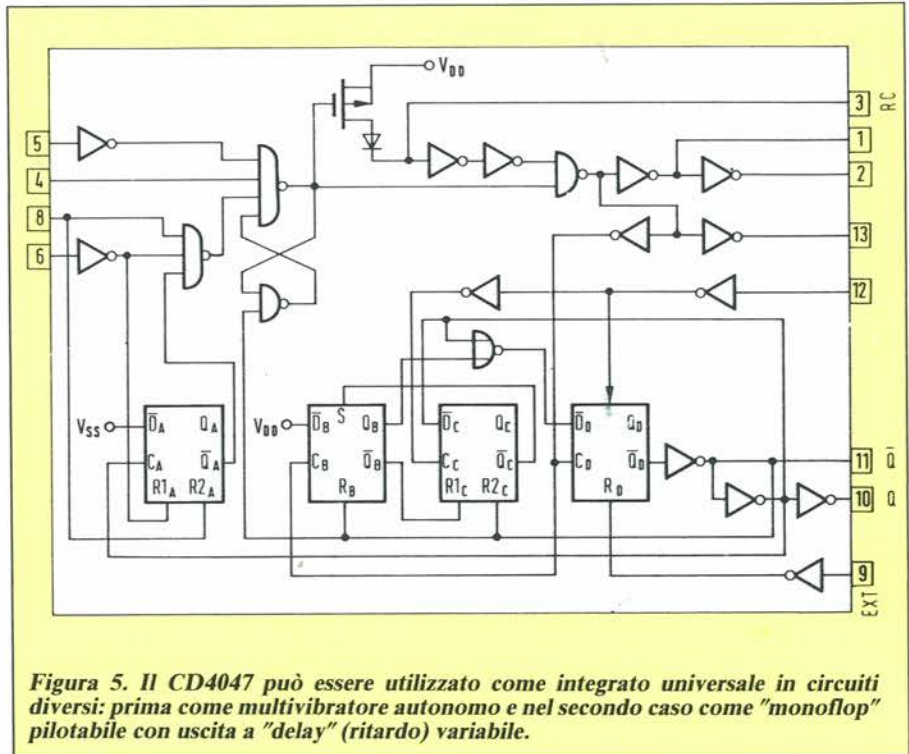 V_DD
3 RC
5
1
4
2
8
6
13
12
V_SS
D̅_A Q_A
C_A Q̅_A
R1_A R2_A
V_DD
D̅_B S Q_B
C_B Q̅_B
R_B
D̅_C Q_C
C_C Q̅_C
R1_C R2_C
D̅_D Q_D
C_D Q̅_D
R_D
11 Q̅
10 Q
9
EXT
Figura 5. Il CD4047 può essere utilizzato come integrato universale in circuiti
diversi: prima come multivibratore autonomo e nel secondo caso come "monoflop"
pilotabile con uscita a "delay" (ritardo) variabile.